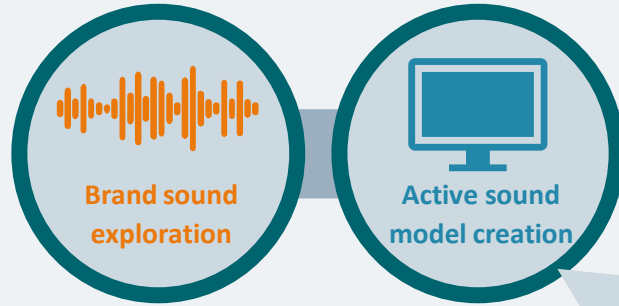 Brand sound
exploration
Active sound
model creation